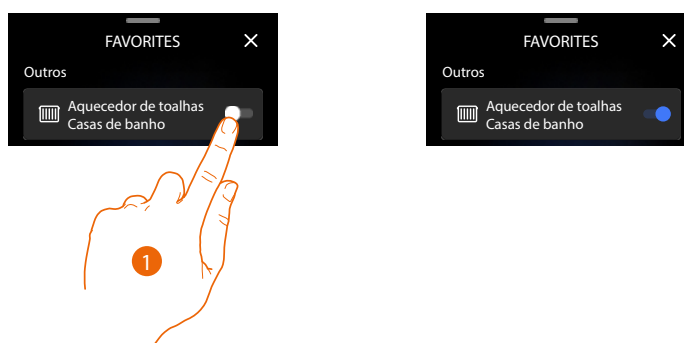 FAVORITES
Outros
Aquecedor de toalhas
Casas de banho
1
FAVORITES
Outros
Aquecedor de toalhas
Casas de banho